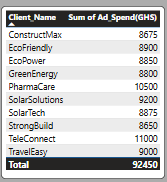 Client_Name Sum of Ad_Spend(GHS)
ConstructMax 8675
EcoFriendly 8900
EcoPower 8850
GreenEnergy 8800
PharmaCare 10500
SolarSolutions 9200
SolarTech 8875
StrongBuild 8650
TeleConnect 11000
TravelEasy 9000
Total 92450